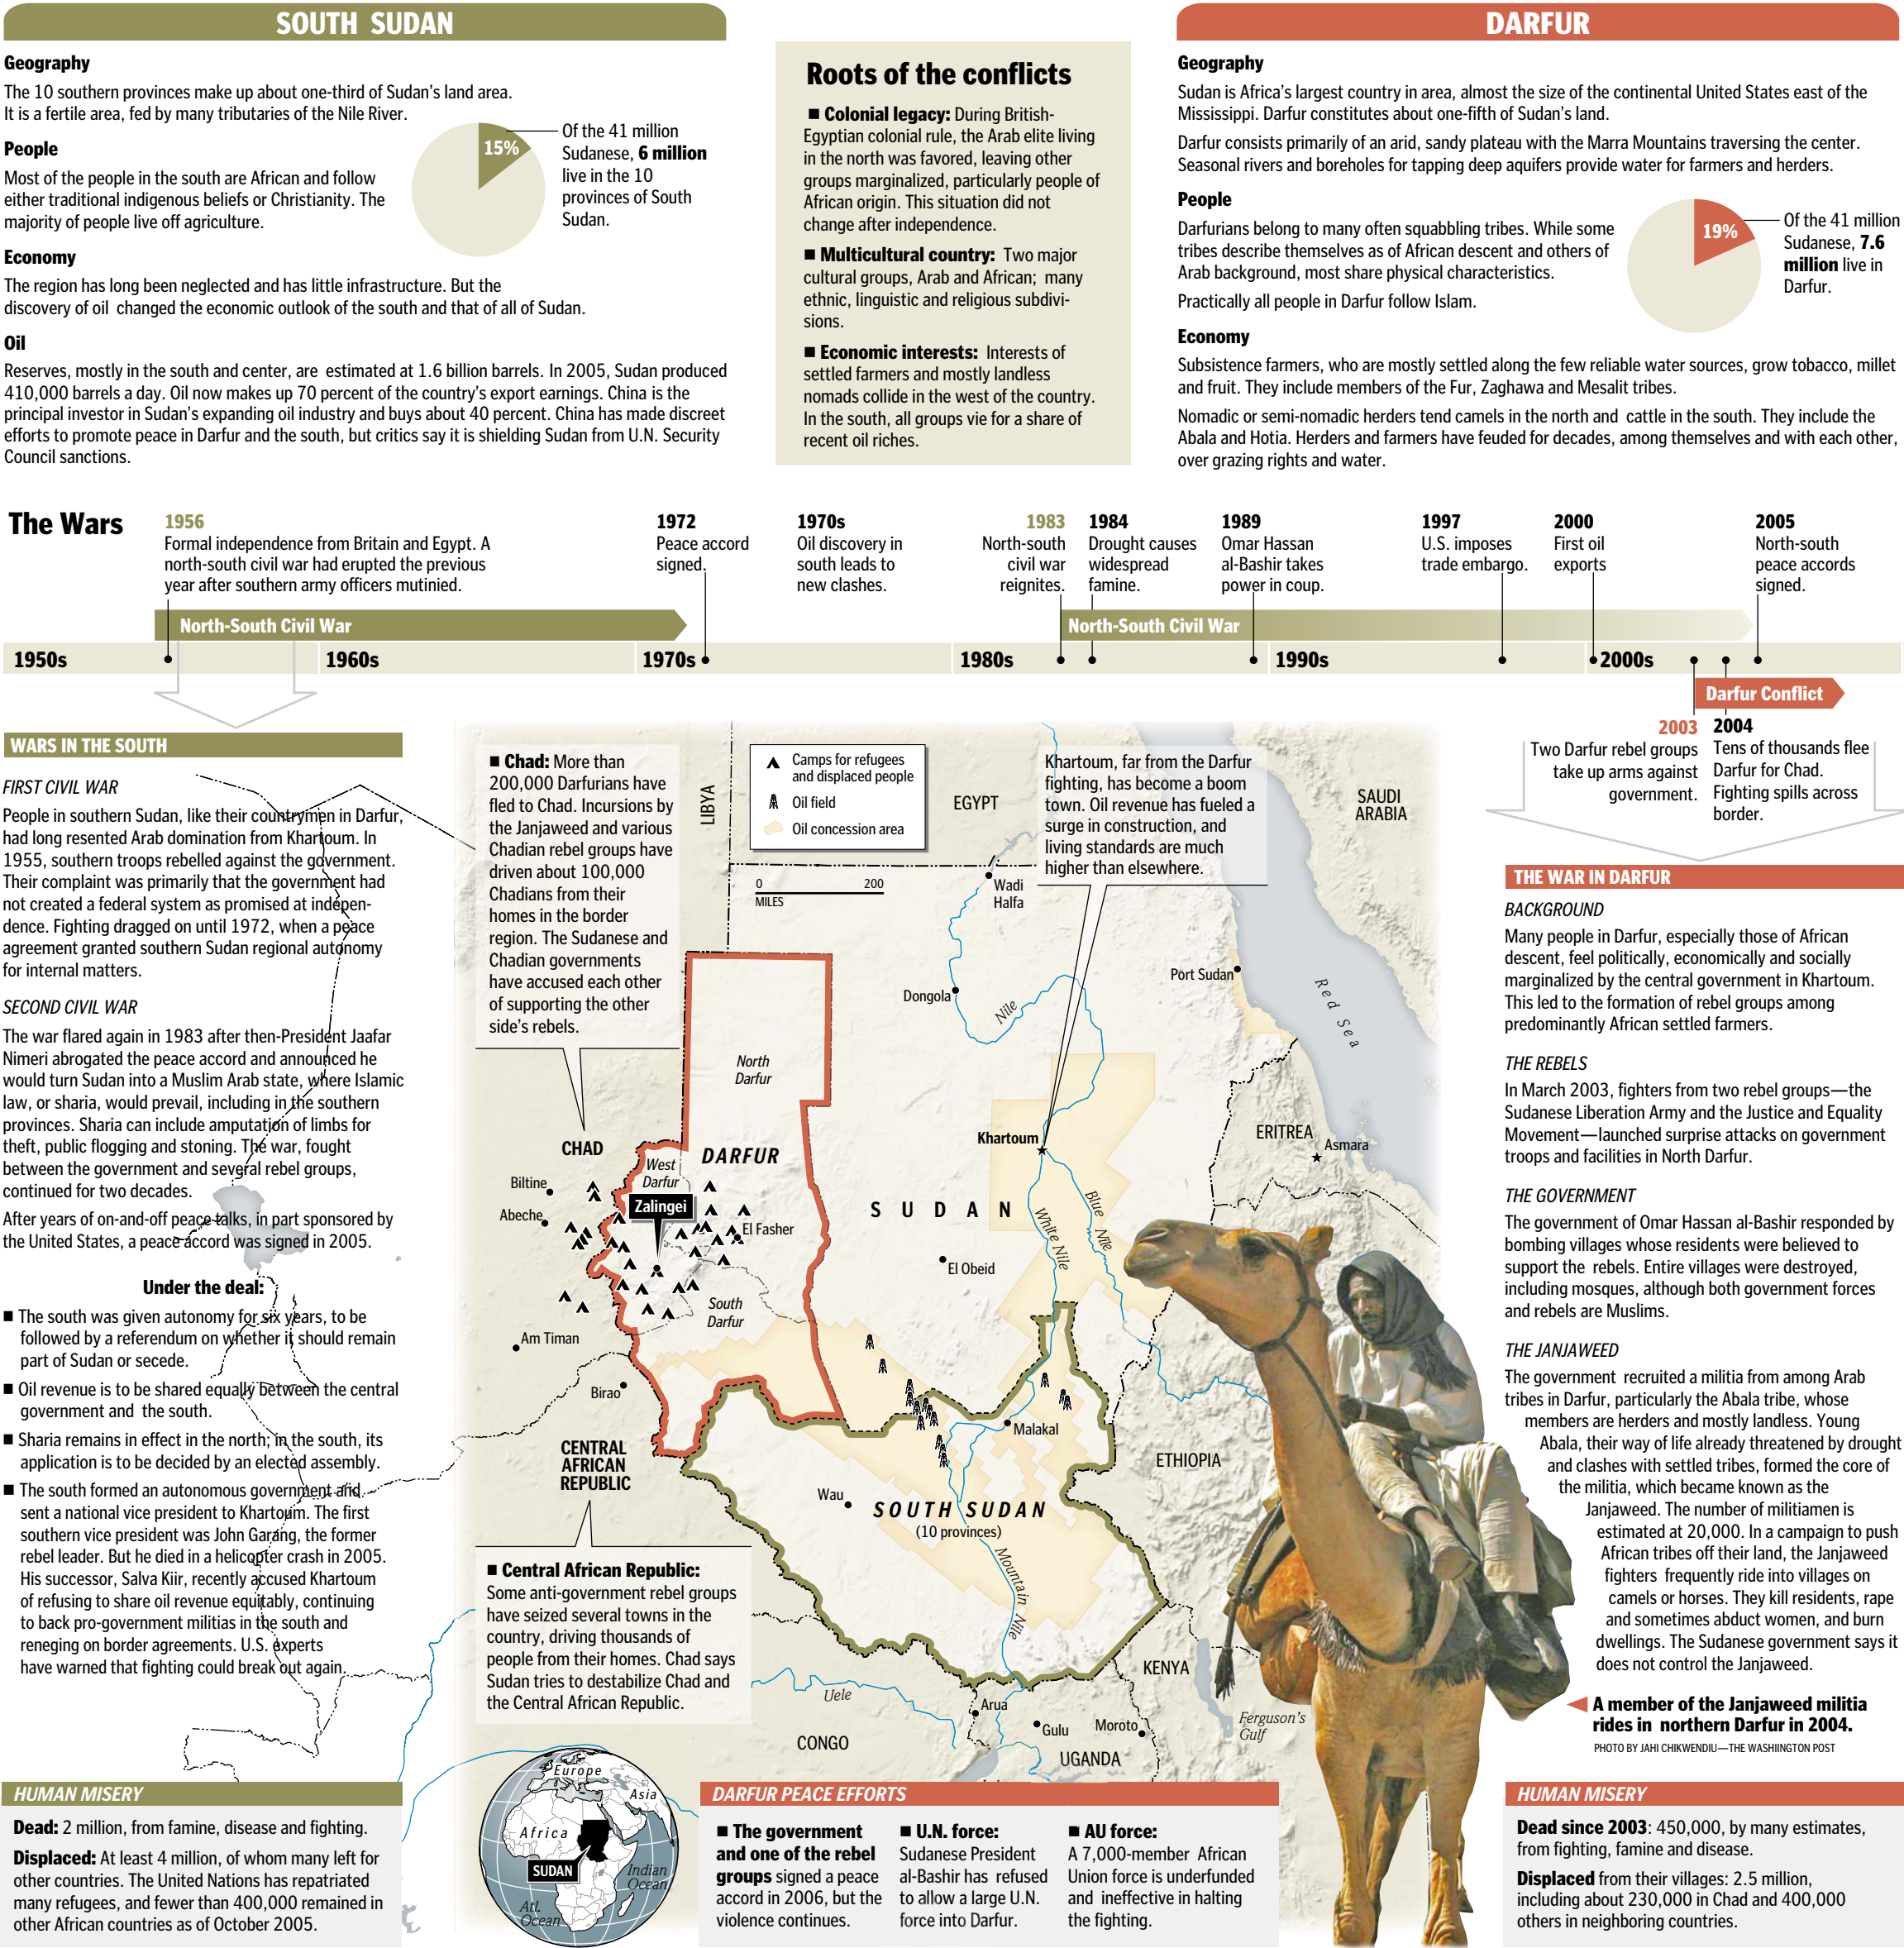 SOUTH SUDAN
Geography
The 10 southern provinces make up about one-third of Sudan's land area.
It is a fertile area, fed by many tributaries of the Nile River.
People
Most of the people in the south are African and follow
either traditional indigenous beliefs or Christianity. The
majority of people live off agriculture.
15%
Of the 41 million
Sudanese, 6 million
live in the 10
provinces of South
Sudan.
Economy
The region has long been neglected and has little infrastructure. But the
discovery of oil changed the economic outlook of the south and that of all of Sudan.
Oil
Reserves, mostly in the south and center, are estimated at 1.6 billion barrels. In 2005, Sudan produced
410,000 barrels a day. Oil now makes up 70 percent of the country's export earnings. China is the
principal investor in Sudan's expanding oil industry and buys about 40 percent. China has made discreet
efforts to promote peace in Darfur and the south, but critics say it is shielding Sudan from U.N. Security
Council sanctions.
Roots of the conflicts
■ Colonial legacy: During British-
Egyptian colonial rule, the Arab elite living
in the north was favored, leaving other
groups marginalized, particularly people of
African origin. This situation did not
change after independence.
■ Multicultural country: Two major
cultural groups, Arab and African; many
ethnic, linguistic and religious subdivi-
sions.
■ Economic interests: Interests of
settled farmers and mostly landless
nomads collide in the west of the country.
In the south, all groups vie for a share of
recent oil riches.
DARFUR
Geography
Sudan is Africa's largest country in area, almost the size of the continental United States east of the
Mississippi. Darfur constitutes about one-fifth of Sudan's land.
Darfur consists primarily of an arid, sandy plateau with the Marra Mountains traversing the center.
Seasonal rivers and boreholes for tapping deep aquifers provide water for farmers and herders.
People
Darfurians belong to many often squabbling tribes. While some
tribes describe themselves as of African descent and others of
Arab background, most share physical characteristics.
Practically all people in Darfur follow Islam.
19%
Of the 41 million
Sudanese, 7.6
million live in
Darfur.
Economy
Subsistence farmers, who are mostly settled along the few reliable water sources, grow tobacco, millet
and fruit. They include members of the Fur, Zaghawa and Mesalit tribes.
Nomadic or semi-nomadic herders tend camels in the north and cattle in the south. They include the
Abala and Hotia. Herders and farmers have feuded for decades, among themselves and with each other,
over grazing rights and water.
The Wars
1956
Formal independence from Britain and Egypt. A
north-south civil war had erupted the previous
year after southern army officers mutinied.
1972
Peace accord
signed.
1970s
Oil discovery in
south leads to
new clashes.
1983
North-south
civil war
reignites.
1984
Drought causes
widespread
famine.
1989
Omar Hassan
al-Bashir takes
power in coup.
1997
U.S. imposes
trade embargo.
2000
First oil
exports
2005
North-south
peace accords
signed.
North-South Civil War
North-South Civil War
1950s
1960s
1970s
1980s
1990s
2000s
Darfur Conflict
2003
Two Darfur rebel groups
take up arms against
government.
2004
Tens of thousands flee
Darfur for Chad.
Fighting spills across
border.
WARS IN THE SOUTH
FIRST CIVIL WAR
People in southern Sudan, like their countrymen in Darfur,
had long resented Arab domination from Khartoum. In
1955, southern troops rebelled against the government.
Their complaint was primarily that the government had
not created a federal system as promised at indepen-
dence. Fighting dragged on until 1972, when a peace
agreement granted southern Sudan regional autonomy
for internal matters.
SECOND CIVIL WAR
The war flared again in 1983 after then-President Jaafar
Nimeri abrogated the peace accord and announced he
would turn Sudan into a Muslim Arab state, where Islamic
law, or sharia, would prevail, including in the southern
provinces. Sharia can include amputation of limbs for
theft, public flogging and stoning. The war, fought
between the government and several rebel groups,
continued for two decades.
After years of on-and-off peace talks, in part sponsored by
the United States, a peace accord was signed in 2005.
Under the deal:
■ The south was given autonomy for six years, to be
followed by a referendum on whether it should remain
part of Sudan or secede.
■ Oil revenue is to be shared equally between the central
government and the south.
■ Sharia remains in effect in the north; in the south, its
application is to be decided by an elected assembly.
■ The south formed an autonomous government and
sent a national vice president to Khartoum. The first
southern vice president was John Garang, the former
rebel leader. But he died in a helicopter crash in 2005.
His successor, Salva Kiir, recently accused Khartoum
of refusing to share oil revenue equitably, continuing
to back pro-government militias in the south and
reneging on border agreements. U.S. experts
have warned that fighting could break out again.
HUMAN MISERY
Dead: 2 million, from famine, disease and fighting.
Displaced: At least 4 million, of whom many left for
other countries. The United Nations has repatriated
many refugees, and fewer than 400,000 remained in
other African countries as of October 2005.
■ Chad: More than
200,000 Darfurians have
fled to Chad. Incursions by
the Janjaweed and various
Chadian rebel groups have
driven about 100,000
Chadians from their
homes in the border
region. The Sudanese and
Chadian governments
have accused each other
of supporting the other
side's rebels.
Camps for refugees
and displaced people
Oil field
Oil concession area
0 200
MILES
Khartoum, far from the Darfur
fighting, has become a boom
town. Oil revenue has fueled a
surge in construction, and
living standards are much
higher than elsewhere.
LIBYA
EGYPT
SAUDI
ARABIA
Wadi
Halfa
Port Sudan
Red Sea
Dongola
Nile
North
Darfur
CHAD
DARFUR
West
Darfur
Khartoum
ERITREA
Asmara
Biltine
Abeche
Zalingei
El Fasher
SUDAN
Blue Nile
White Nile
El Obeid
South
Darfur
Am Timan
Birao
Malakal
CENTRAL
AFRICAN
REPUBLIC
ETHIOPIA
Wau
SOUTH SUDAN
(10 provinces)
Mountain Nile
■ Central African Republic:
Some anti-government rebel groups
have seized several towns in the
country, driving thousands of
people from their homes. Chad says
Sudan tries to destabilize Chad and
the Central African Republic.
KENYA
Uele
Arua
Gulu
Moroto
Ferguson's
Gulf
CONGO
UGANDA
Europe
Asia
Africa
SUDAN
Indian
Ocean
Atl.
Ocean
DARFUR PEACE EFFORTS
■ The government
and one of the rebel
groups signed a peace
accord in 2006, but the
violence continues.
■ U.N. force:
Sudanese President
al-Bashir has refused
to allow a large U.N.
force into Darfur.
■ AU force:
A 7,000-member African
Union force is underfunded
and ineffective in halting
the fighting.
THE WAR IN DARFUR
BACKGROUND
Many people in Darfur, especially those of African
descent, feel politically, economically and socially
marginalized by the central government in Khartoum.
This led to the formation of rebel groups among
predominantly African settled farmers.
THE REBELS
In March 2003, fighters from two rebel groups—the
Sudanese Liberation Army and the Justice and Equality
Movement—launched surprise attacks on government
troops and facilities in North Darfur.
THE GOVERNMENT
The government of Omar Hassan al-Bashir responded by
bombing villages whose residents were believed to
support the rebels. Entire villages were destroyed,
including mosques, although both government forces
and rebels are Muslims.
THE JANJAWEED
The government recruited a militia from among Arab
tribes in Darfur, particularly the Abala tribe, whose
members are herders and mostly landless. Young
Abala, their way of life already threatened by drought
and clashes with settled tribes, formed the core of
the militia, which became known as the
Janjaweed. The number of militiamen is
estimated at 20,000. In a campaign to push
African tribes off their land, the Janjaweed
fighters frequently ride into villages on
camels or horses. They kill residents, rape
and sometimes abduct women, and burn
dwellings. The Sudanese government says it
does not control the Janjaweed.
A member of the Janjaweed militia
rides in northern Darfur in 2004.
PHOTO BY JAHI CHIKWENDIU—THE WASHIINGTON POST
HUMAN MISERY
Dead since 2003: 450,000, by many estimates,
from fighting, famine and disease.
Displaced from their villages: 2.5 million,
including about 230,000 in Chad and 400,000
others in neighboring countries.